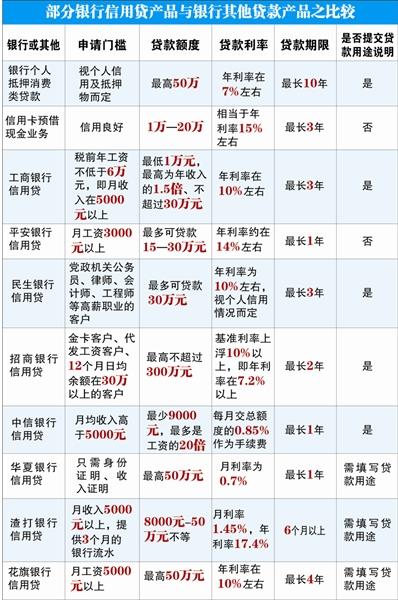 部分银行信用贷产品与银行其他贷款产品之比较
银行或其他 申请门槛 贷款额度 贷款利率 贷款期限 是否提交贷
款用途说明
银行个人
抵押消费
类贷款
视个人信
用及抵押
物而定
最高50万
年利率在
7%左右
最长10年
是
信用卡预借
现金业务
信用良好
1万—20万
相当于年
利率15%
左右
最长3年
否
工商银行
信用贷
税前年工资
不低于6万
元，即月收
入在5000
元以上
最低1万元，
最高为年收入
的1.5倍、不
超过30万元
年利率在
10%左右
最长3年
是
平安银行
信用贷
月工资3000
元以上
最多可贷款
15—30万元
年利率约在
14%左右
最长1年
否
民生银行
信用贷
党政机关公务
员、律师、会
计师、工程师
等高薪职业的
客户
最多可贷款
30万元
年利率为
10%左右，
视个人信用
情况而定
最长3年
是
招商银行
信用贷
金卡客户、代
发工资客户、
12个月日均
余额在30万
以上的客户
最高不超过
300万元
基准利率上
浮10%以
上，即年利
率在7.2%
以上
最长2年
是
中信银行
信用贷
月均收入高
于5000元
最少9000
元，最多是
工资的20倍
每月交总额
度的0.85%
作为手续费
最长1年
是
华夏银行
信用贷
只需身份
证明、收
入证明
最高50万元
月利率为
0.7%
最长1年
需填写贷
款用途
渣打银行
信用贷
月收入5000
元以上，提
供3个月的
银行流水
8000元–50
万元不等
月利率
1.45%，年利
率17.4%
6个月以上
需填写贷
款用途
花旗银行
信用贷
月工资5000
元以上
最高50万元
年利率在
10%左右
最长4年
需填写贷
款用途